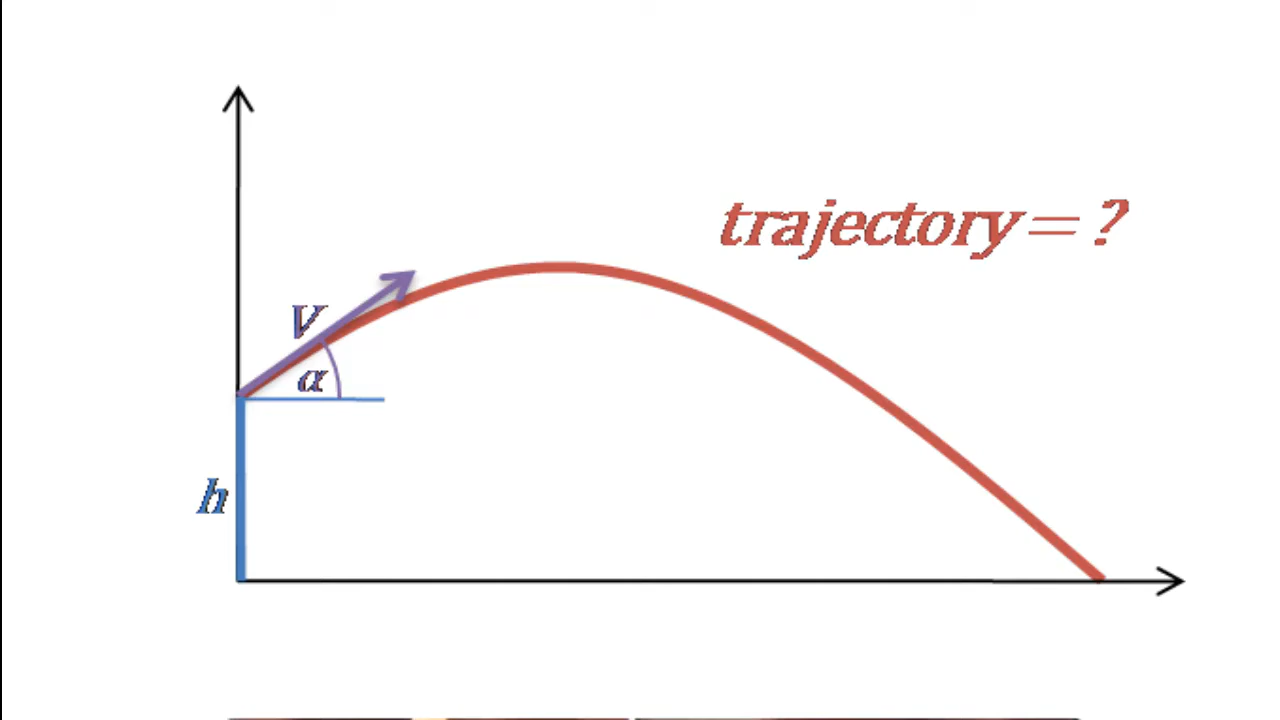 trajectory = ?
V
α
h